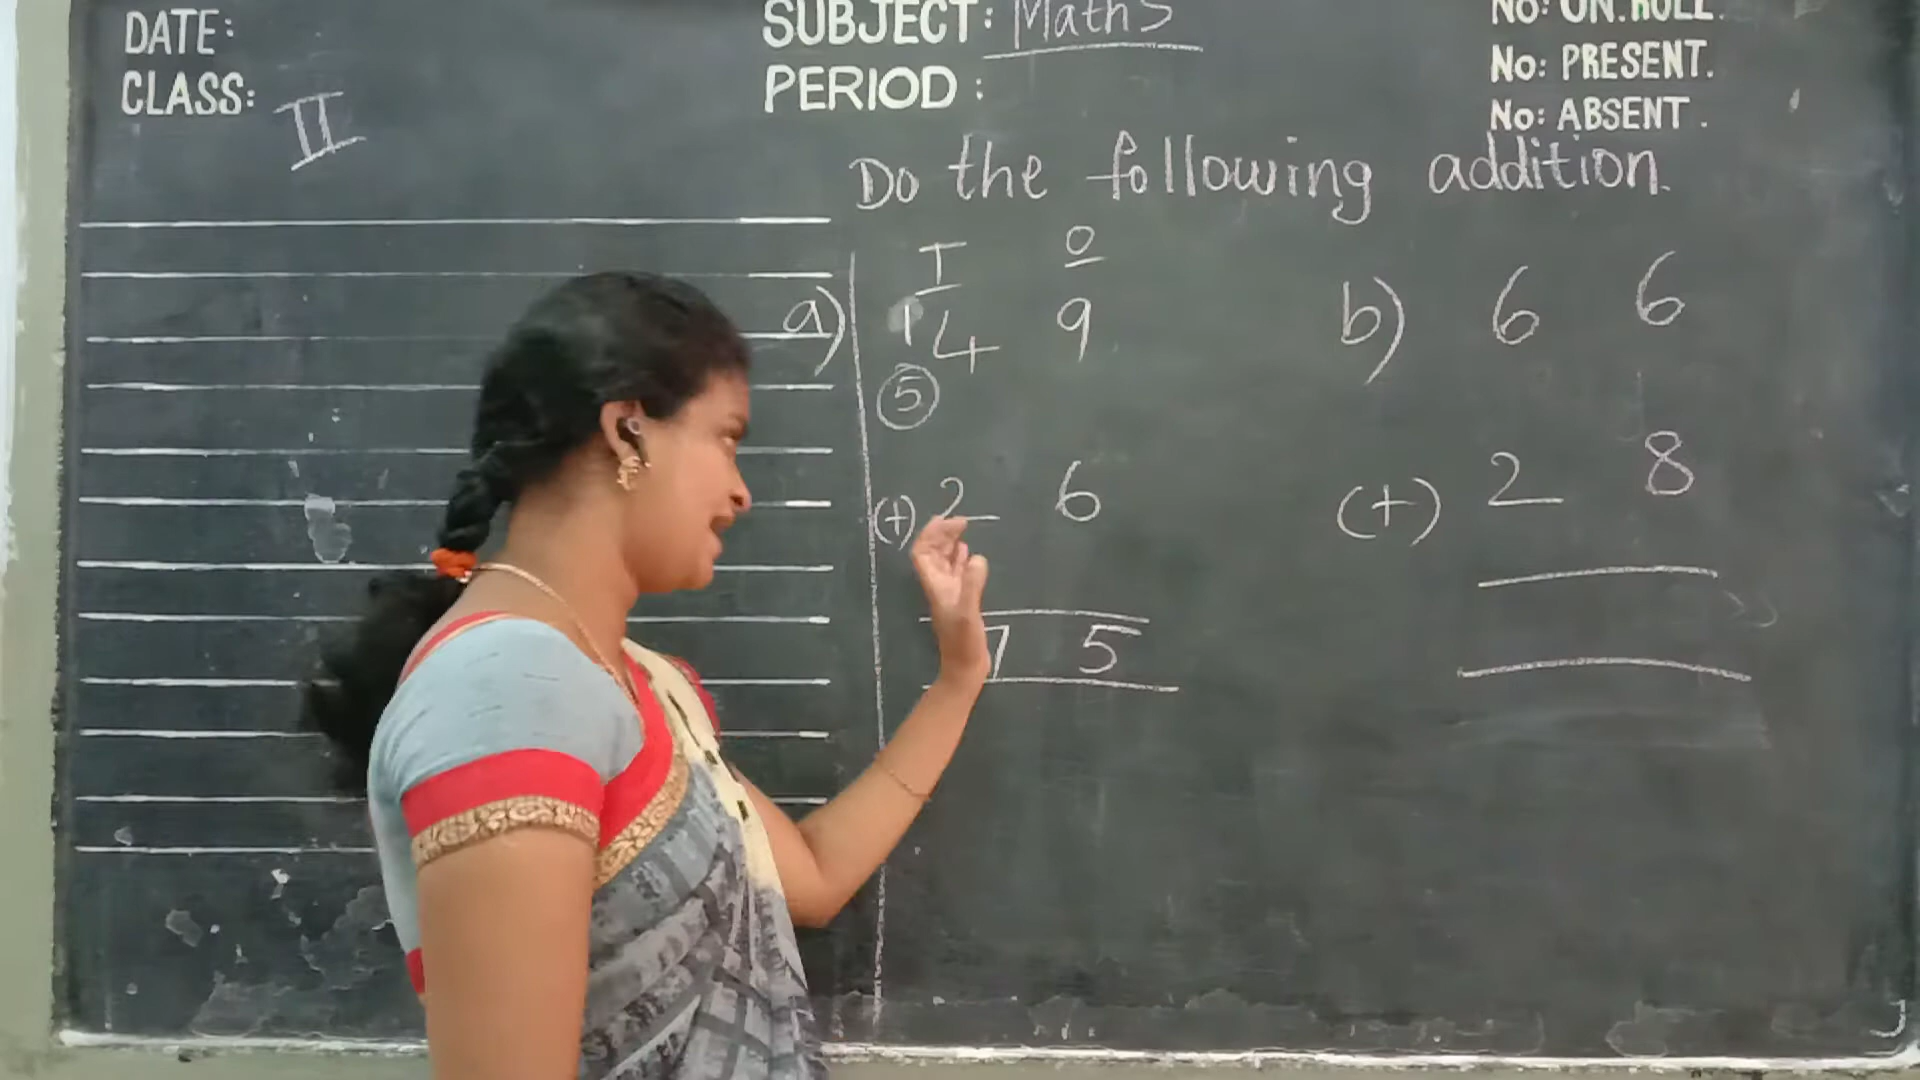 DATE:
CLASS: II
SUBJECT: Maths
PERIOD :
No: ON.ROLL.
No: PRESENT.
No: ABSENT.
Do the following addition.
T O
a) 1 4 9
5
(+) 2 6
7 5
b) 6 6
(+) 2 8